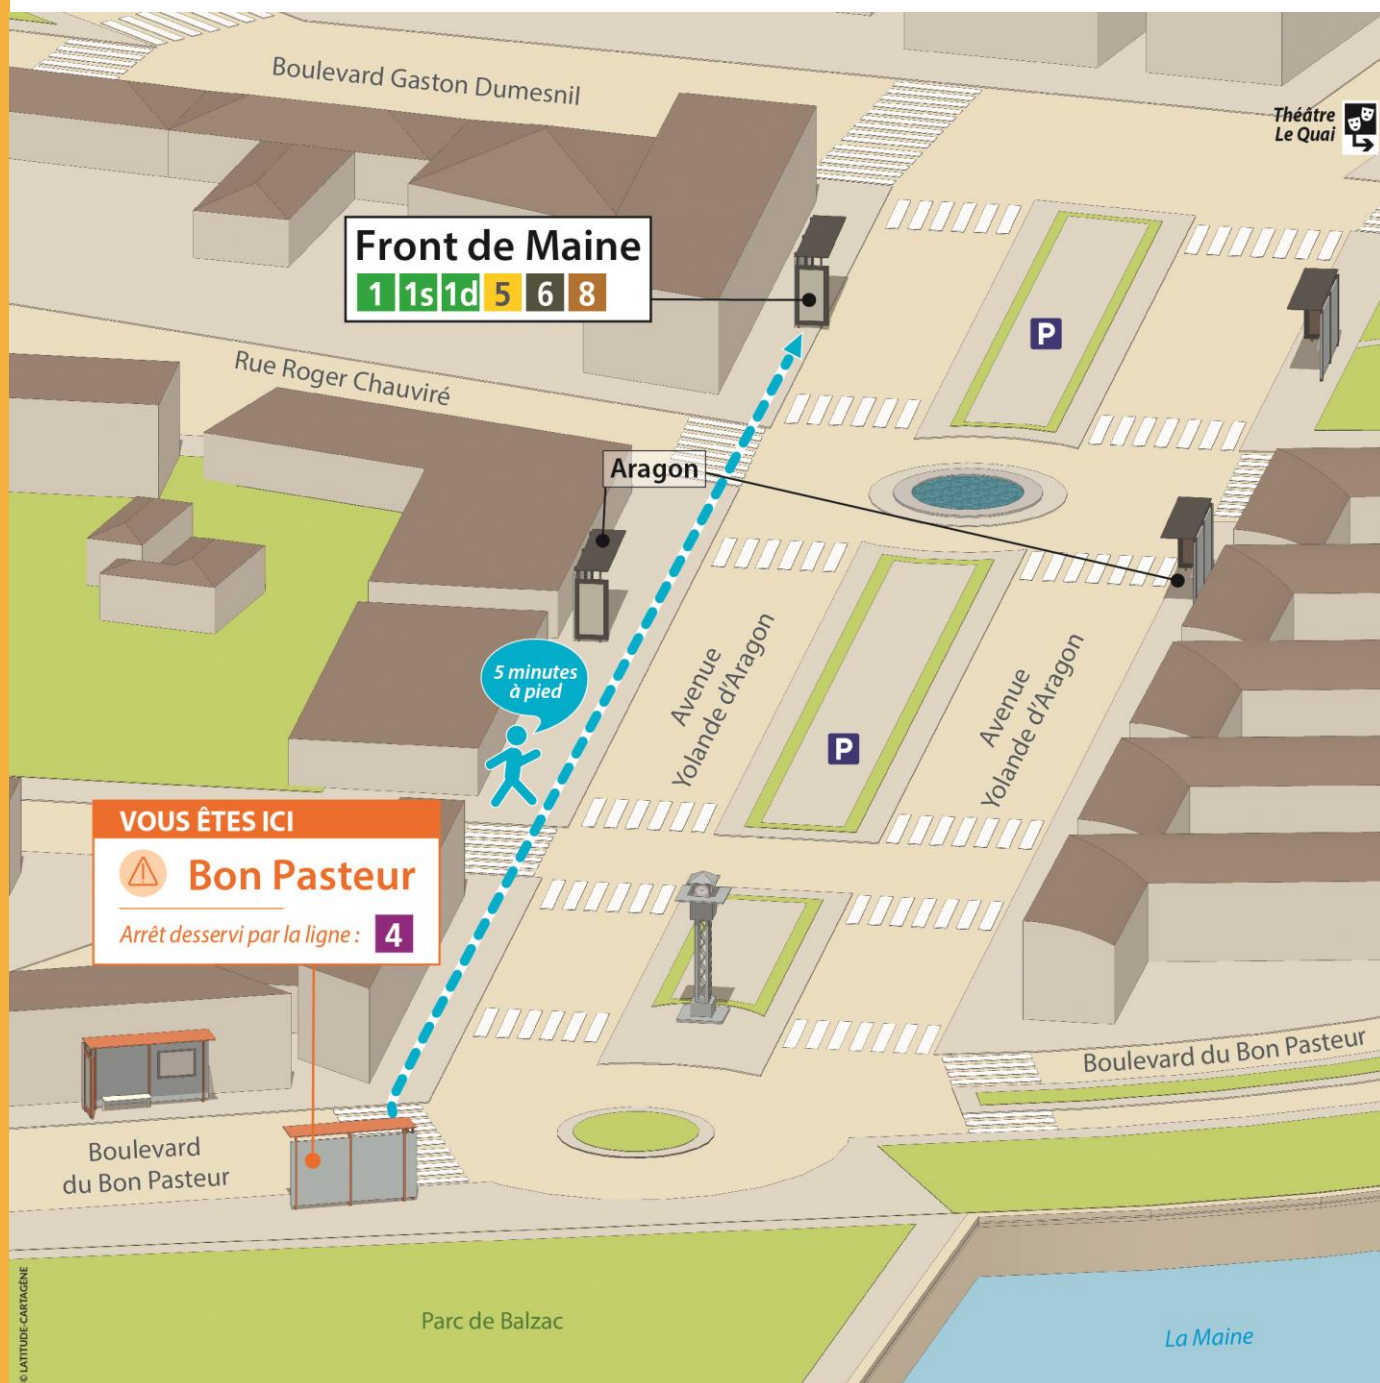 Boulevard Gaston Dumesnil
Théâtre
Le Quai
Front de Maine
1 1s 1d 5 6 8
P
Rue Roger Chauviré
Aragon
5 minutes
à pied
Avenue
Yolande d'Aragon
Avenue
Yolande d'Aragon
P
VOUS ÊTES ICI
Bon Pasteur
Arrêt desservi par la ligne : 4
Boulevard du Bon Pasteur
Boulevard
du Bon Pasteur
Parc de Balzac
La Maine
© LATITUDE-CARTAGÈNE